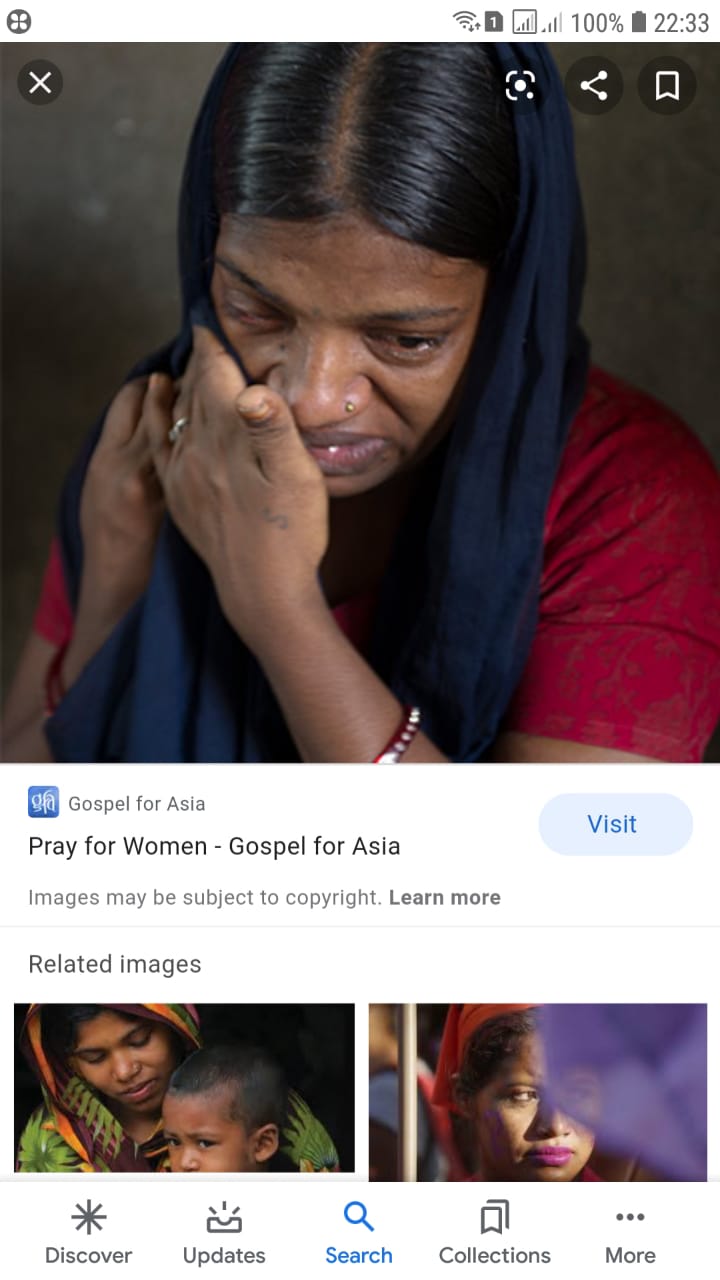 1 100% 22:33
gfa Gospel for Asia
Visit
Pray for Women - Gospel for Asia
Images may be subject to copyright. Learn more
Related images
Discover Updates Search Collections More